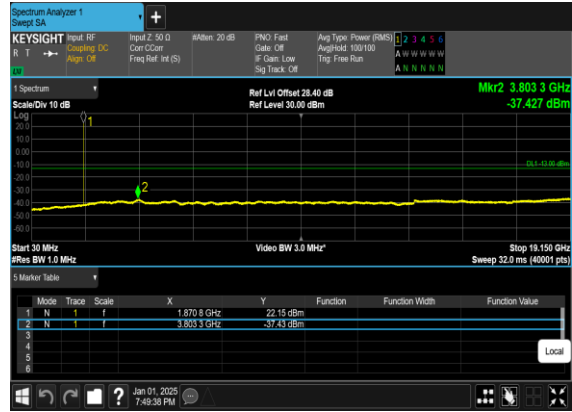 Spectrum Analyzer 1
Swept SA
+
KEYSIGHT Input: RF Input Z: 50 Ω #Atten: 20 dB PNO: Fast Avg Type: Power (RMS) 1 2 3 4 5 6
R T Coupling: DC Corr CCorr Gate: Off Avg|Hold: 100/100 A W W W W W
Align: Off Freq Ref: Int (S) IF Gain: Low Trig: Free Run
Sig Track: Off A N N N N N
1 Spectrum Ref Lvl Offset 28.40 dB Mkr2 3.803 3 GHz
Scale/Div 10 dB Ref Level 30.00 dBm -37.427 dBm
Log
1
20.0
10.0
0.00
-10.0
DL1 -13.00 dBm
-20.0
-30.0
2
-40.0
-50.0
-60.0
Start 30 MHz Video BW 3.0 MHz* Stop 19.150 GHz
#Res BW 1.0 MHz Sweep 32.0 ms (40001 pts)
5 Marker Table
Mode Trace Scale X Y Function Function Width Function Value
1 N 1 f 1.870 8 GHz 22.15 dBm
2 N 1 f 3.803 3 GHz -37.43 dBm
3
4
5
6
Local
? Jan 01, 2025
7:49:38 PM